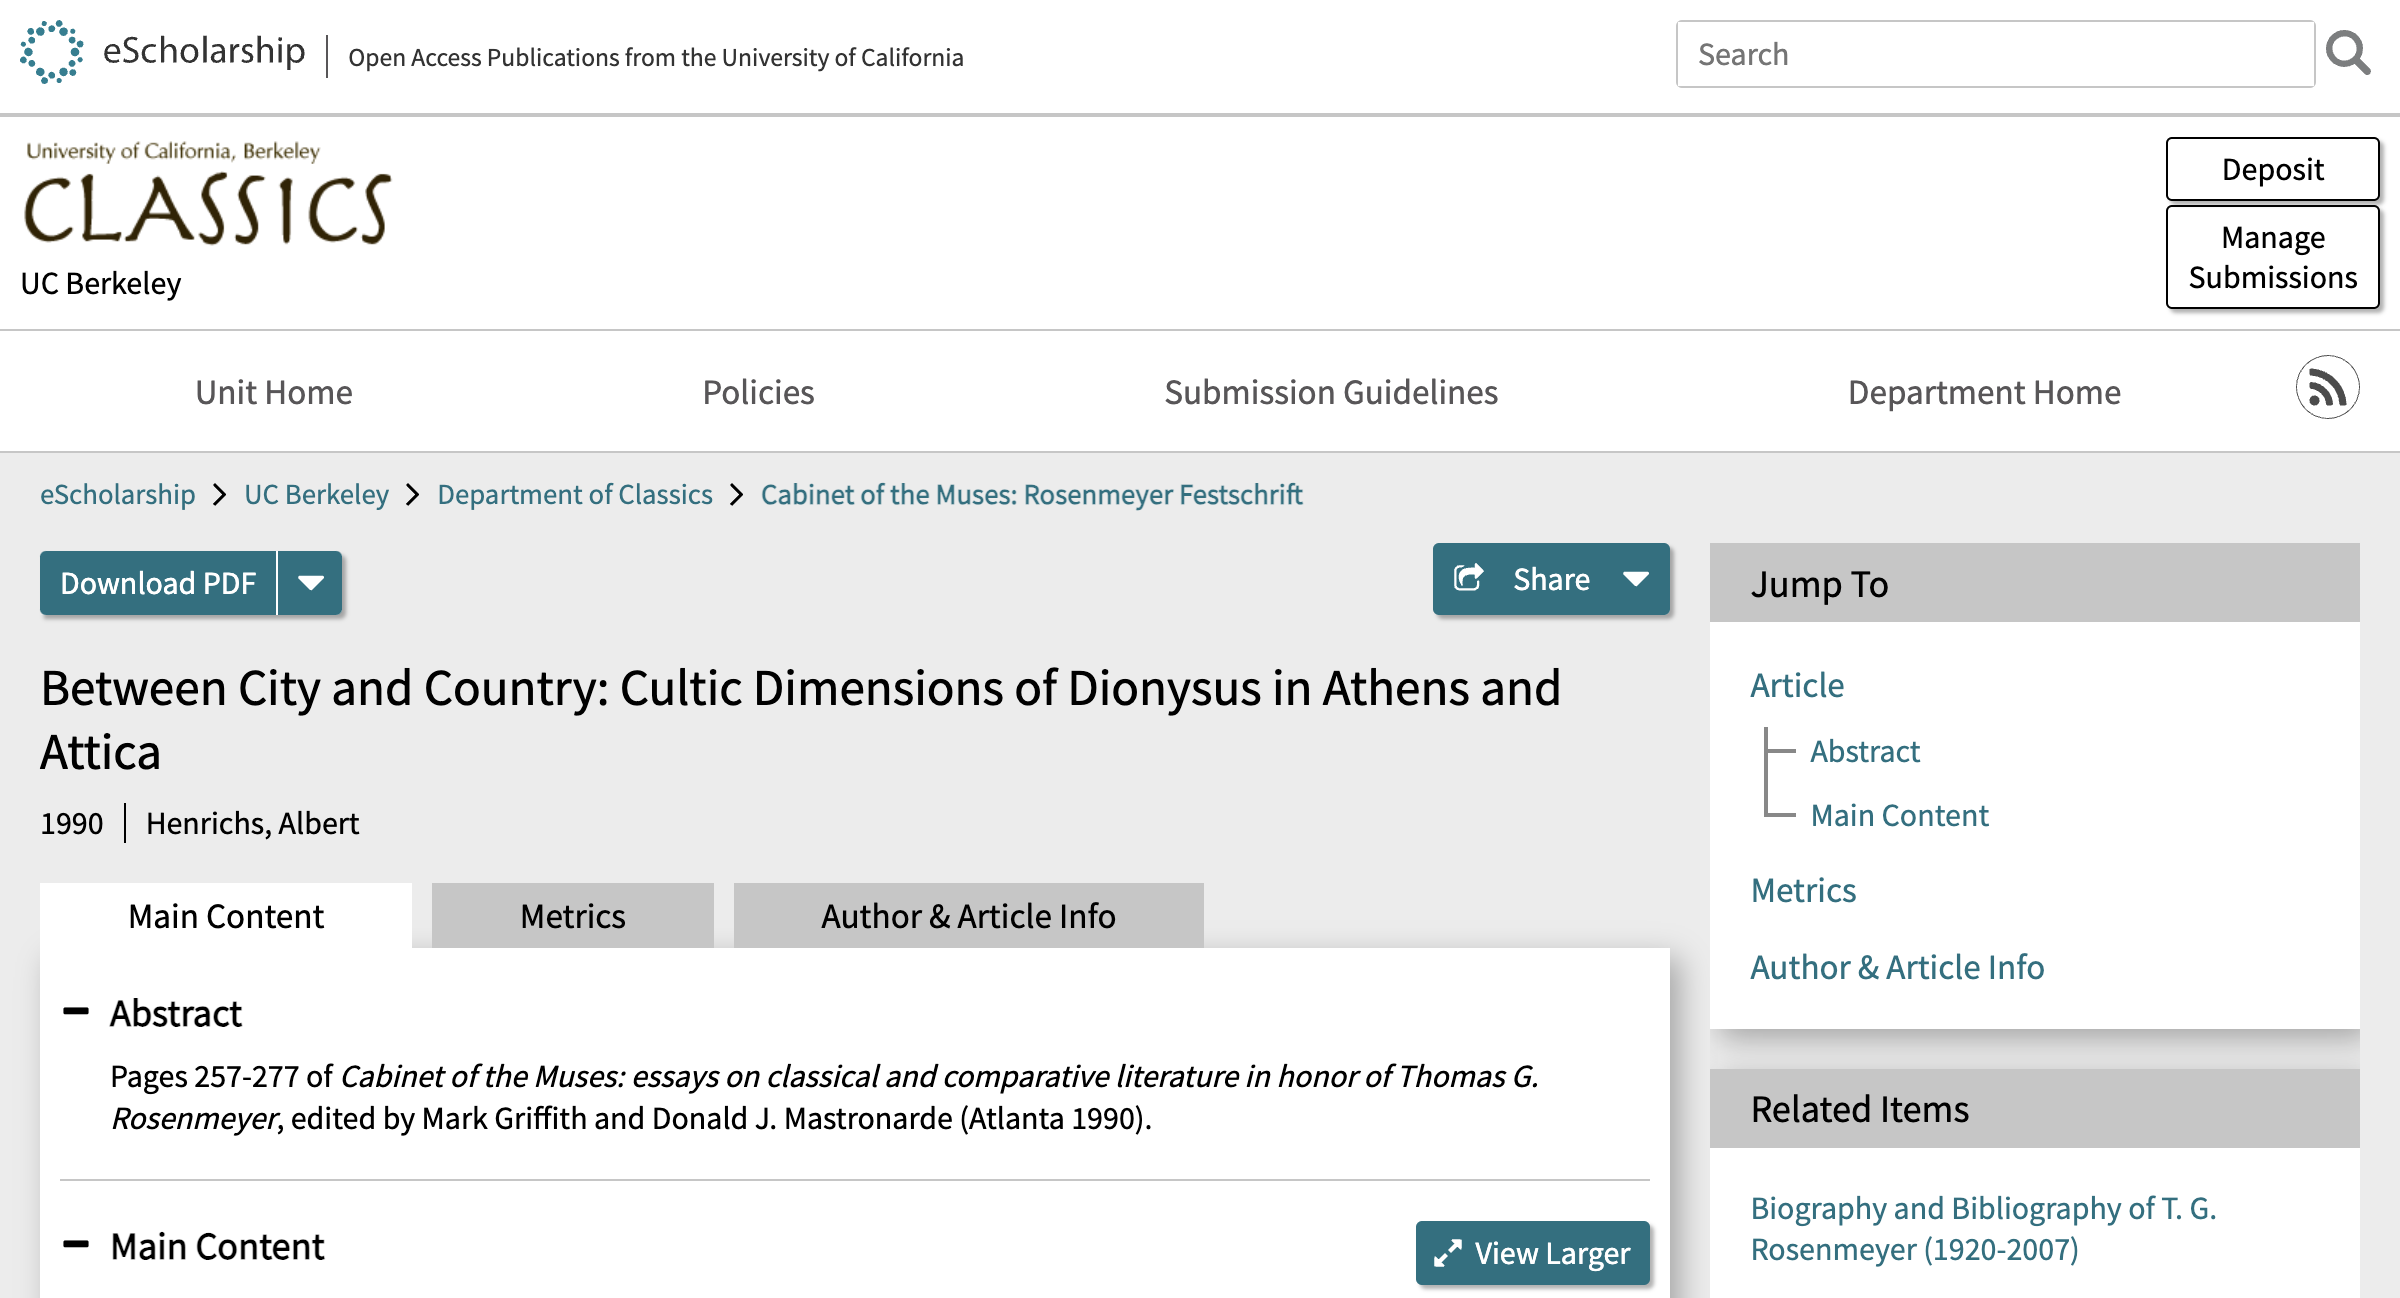 eScholarship
Open Access Publications from the University of California
Search
University of California, Berkeley
CLASSICS
UC Berkeley
Deposit
Manage
Submissions
Unit Home
Policies
Submission Guidelines
Department Home
eScholarship
UC Berkeley
Department of Classics
Cabinet of the Muses: Rosenmeyer Festschrift
Download PDF
Share
Between City and Country: Cultic Dimensions of Dionysus in Athens and
Attica
1990
Henrichs, Albert
Main Content
Metrics
Author & Article Info
Abstract
Pages 257-277 of Cabinet of the Muses: essays on classical and comparative literature in honor of Thomas G.
Rosenmeyer, edited by Mark Griffith and Donald J. Mastronarde (Atlanta 1990).
Main Content
View Larger
Jump To
Article
Abstract
Main Content
Metrics
Author & Article Info
Related Items
Biography and Bibliography of T. G.
Rosenmeyer (1920-2007)